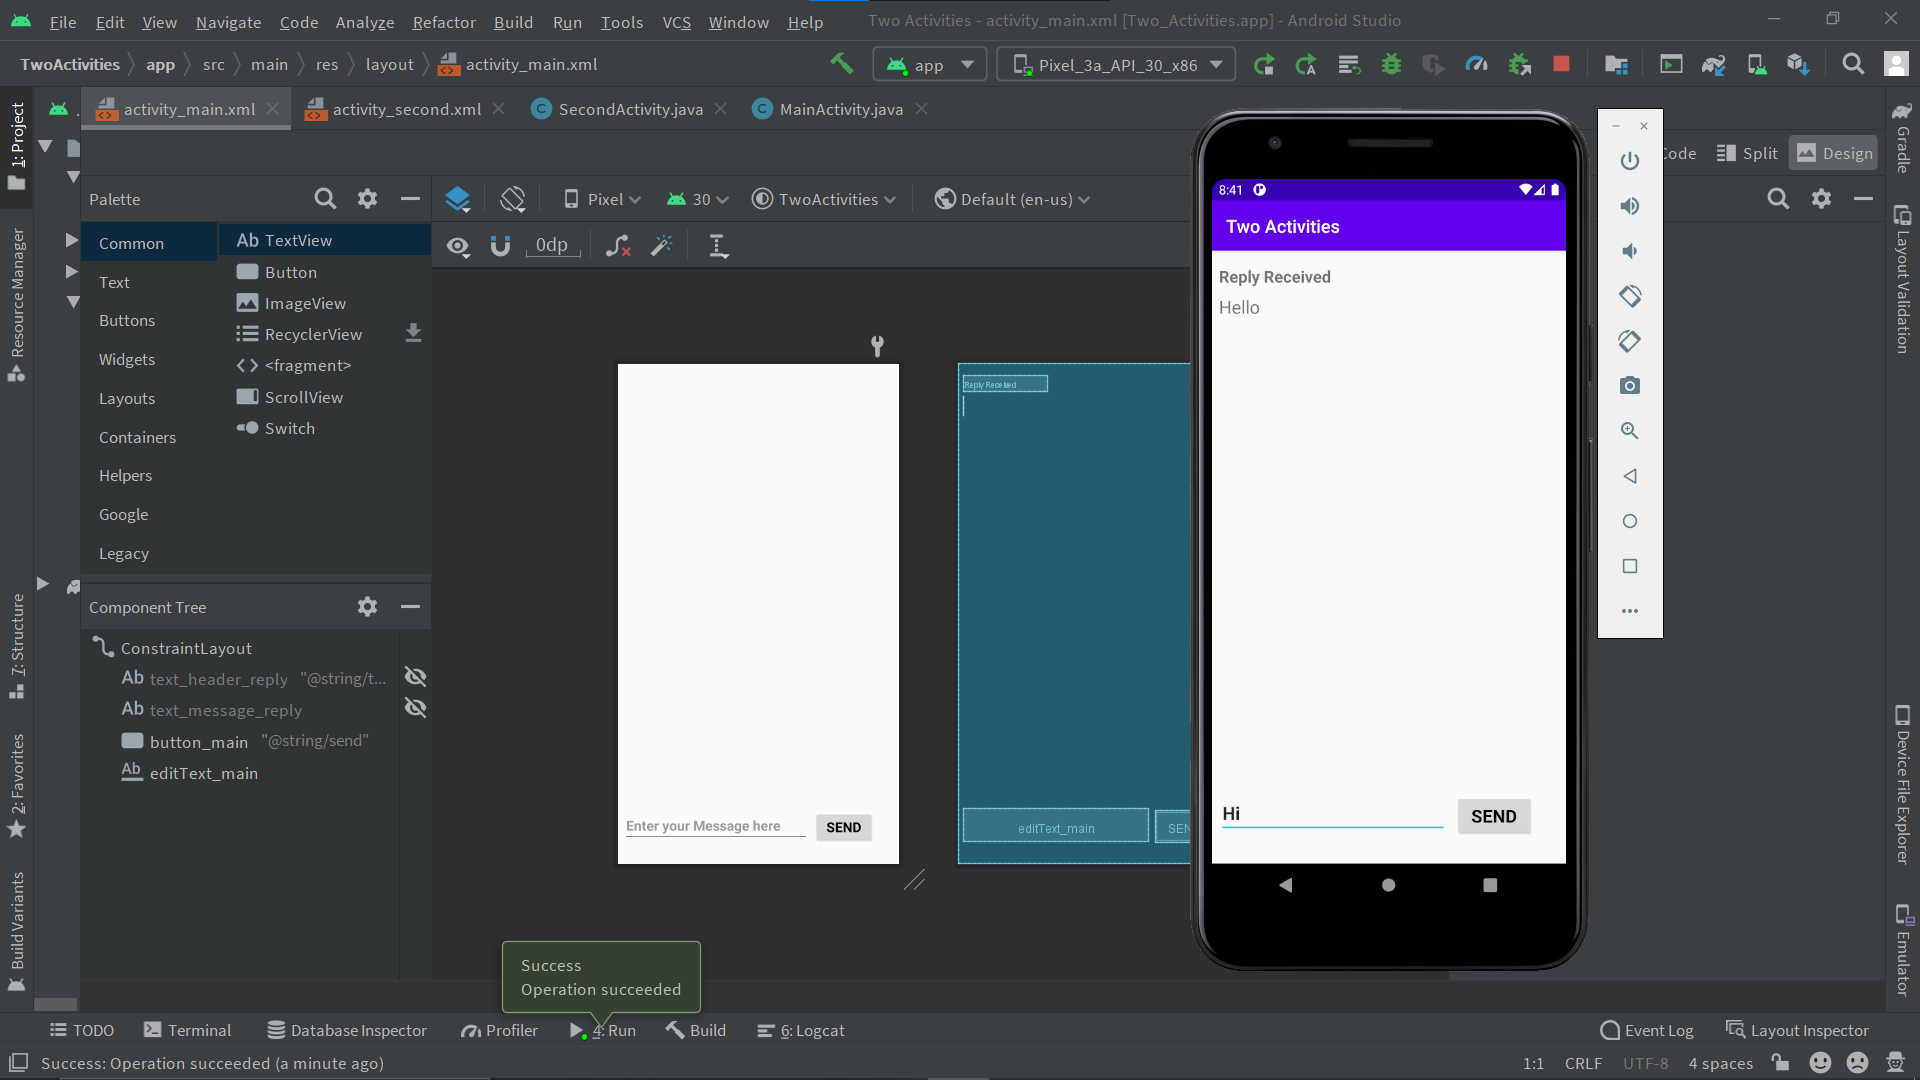 File Edit View Navigate Code Analyze Refactor Build Run Tools VCS Window Help Two Activities - activity_main.xml [Two_Activities.app] - Android Studio
TwoActivities app src main res layout activity_main.xml app Pixel_3a_API_30_x86
activity_main.xml activity_second.xml SecondActivity.java MainActivity.java
ode Split Design
Palette Pixel 30 TwoActivities Default (en-us)
0dp
Common
Text
Buttons
Widgets
Layouts
Containers
Helpers
Google
Legacy
Ab TextView
Button
ImageView
RecyclerView
<fragment>
ScrollView
Switch
Component Tree
ConstraintLayout
Ab text_header_reply "@string/t...
Ab text_message_reply
button_main "@string/send"
Ab editText_main
Enter your Message here SEND
Reply Received
editText_main SEN
8:41
Two Activities
Reply Received
Hello
Hi SEND
Success
Operation succeeded
1: Project
Resource Manager
7: Structure
2: Favorites
Build Variants
Gradle
Layout Validation
Device File Explorer
Emulator
TODO Terminal Database Inspector Profiler 4: Run Build 6: Logcat Event Log Layout Inspector
Success: Operation succeeded (a minute ago) 1:1 CRLF UTF-8 4 spaces